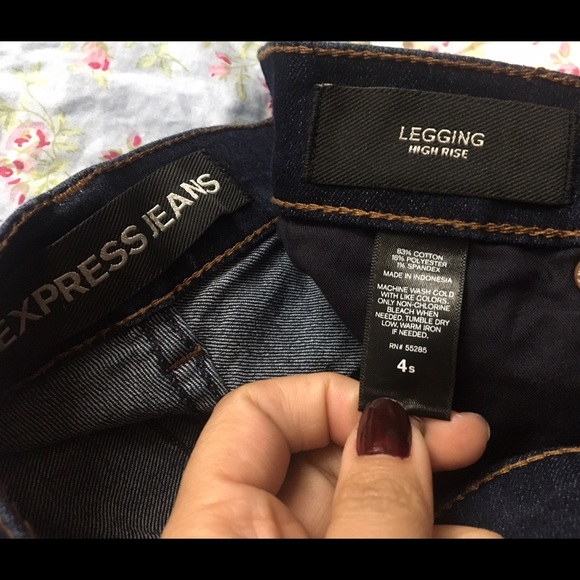 EXPRESS JEANS
LEGGING
HIGH RISE
83% COTTON
16% POLYESTER
1% SPANDEX
MADE IN INDONESIA
MACHINE WASH COLD
WITH LIKE COLORS.
ONLY NON-CHLORINE
BLEACH WHEN
NEEDED. TUMBLE DRY
LOW. WARM IRON
IF NEEDED.
RN# 55285
4S